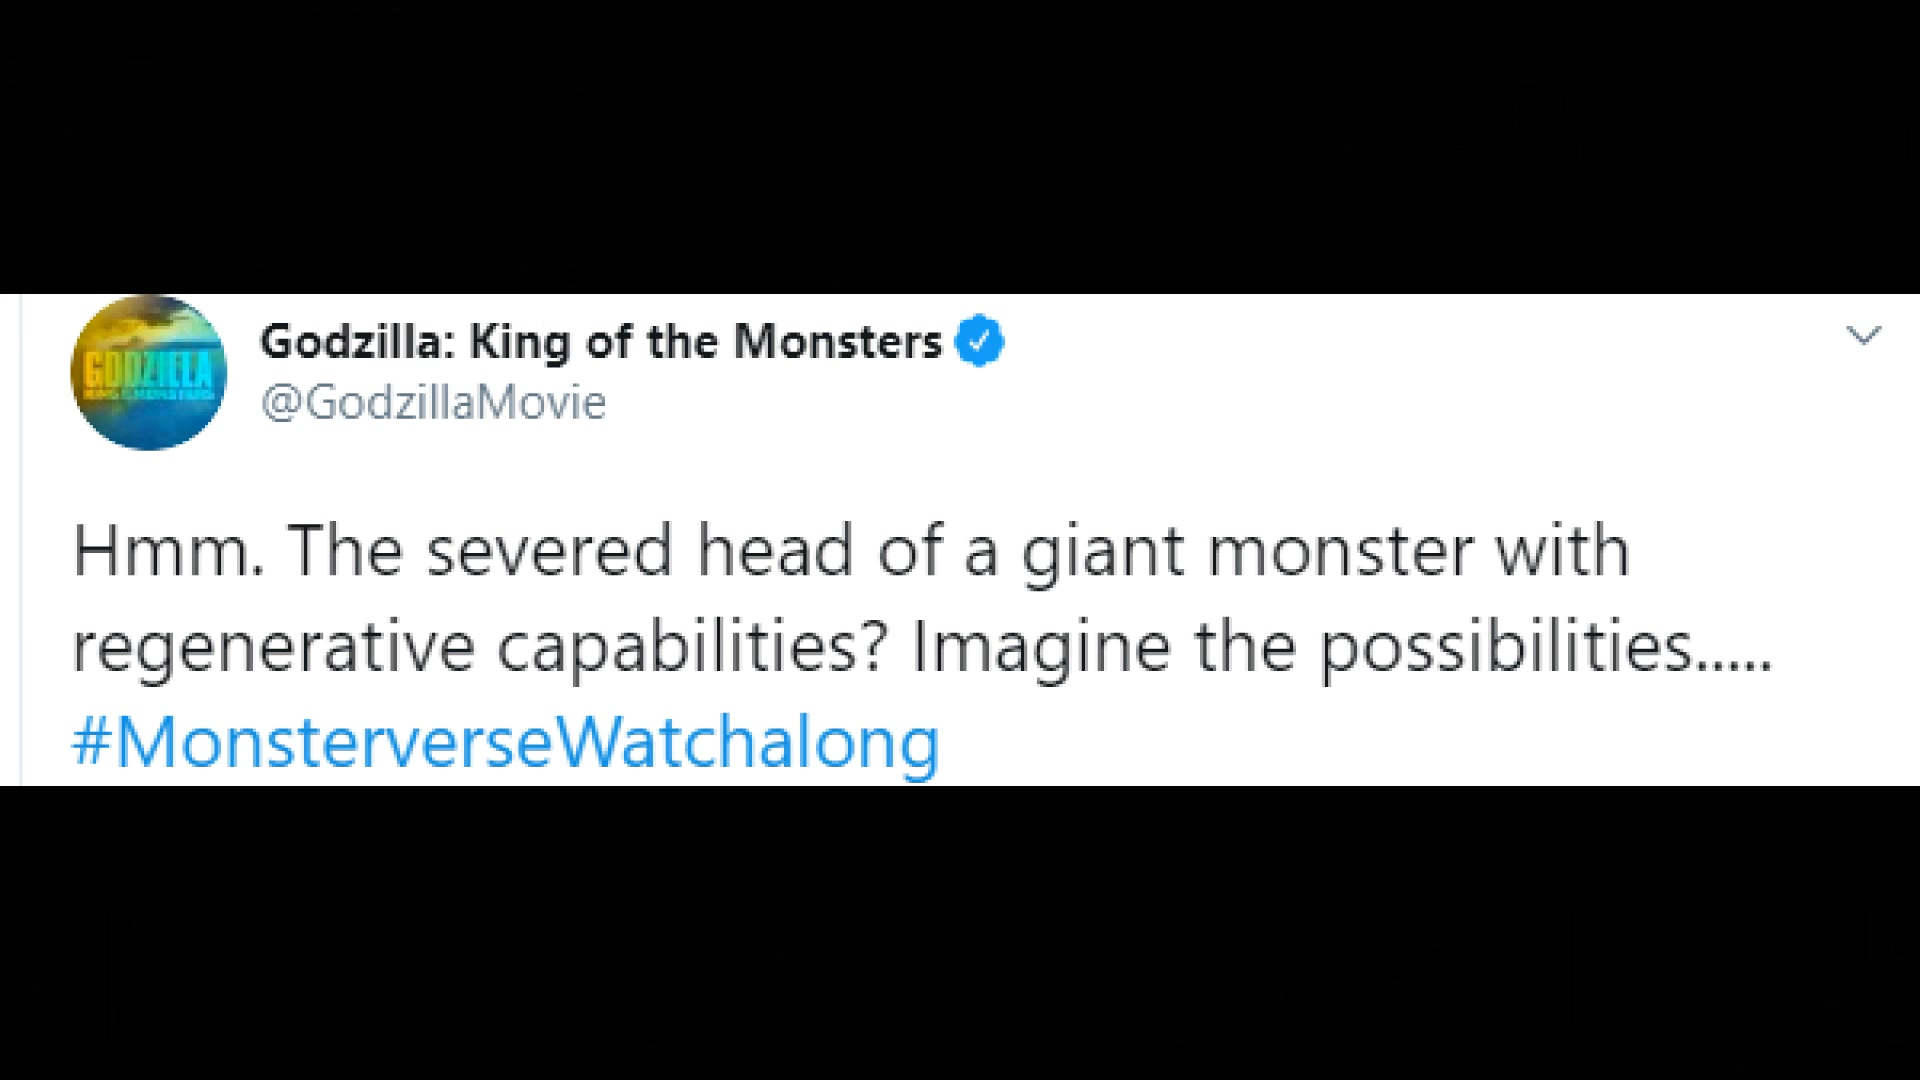 GODZILLA
Godzilla: King of the Monsters
@GodzillaMovie
Hmm. The severed head of a giant monster with
regenerative capabilities? Imagine the possibilities.....
#MonsterverseWatchalong